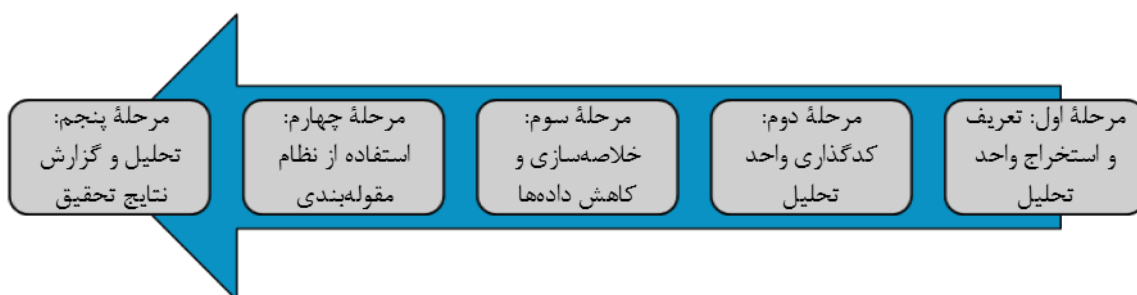 مرحلهٔ اول: تعریف
و استخراج واحد
تحلیل
مرحلهٔ دوم:
کدگذاری واحد
تحلیل
مرحلهٔ سوم:
خلاصه‌سازی و
کاهش داده‌ها
مرحلهٔ چهارم:
استفاده از نظام
مقوله‌بندی
مرحلهٔ پنجم:
تحلیل و گزارش
نتایج تحقیق